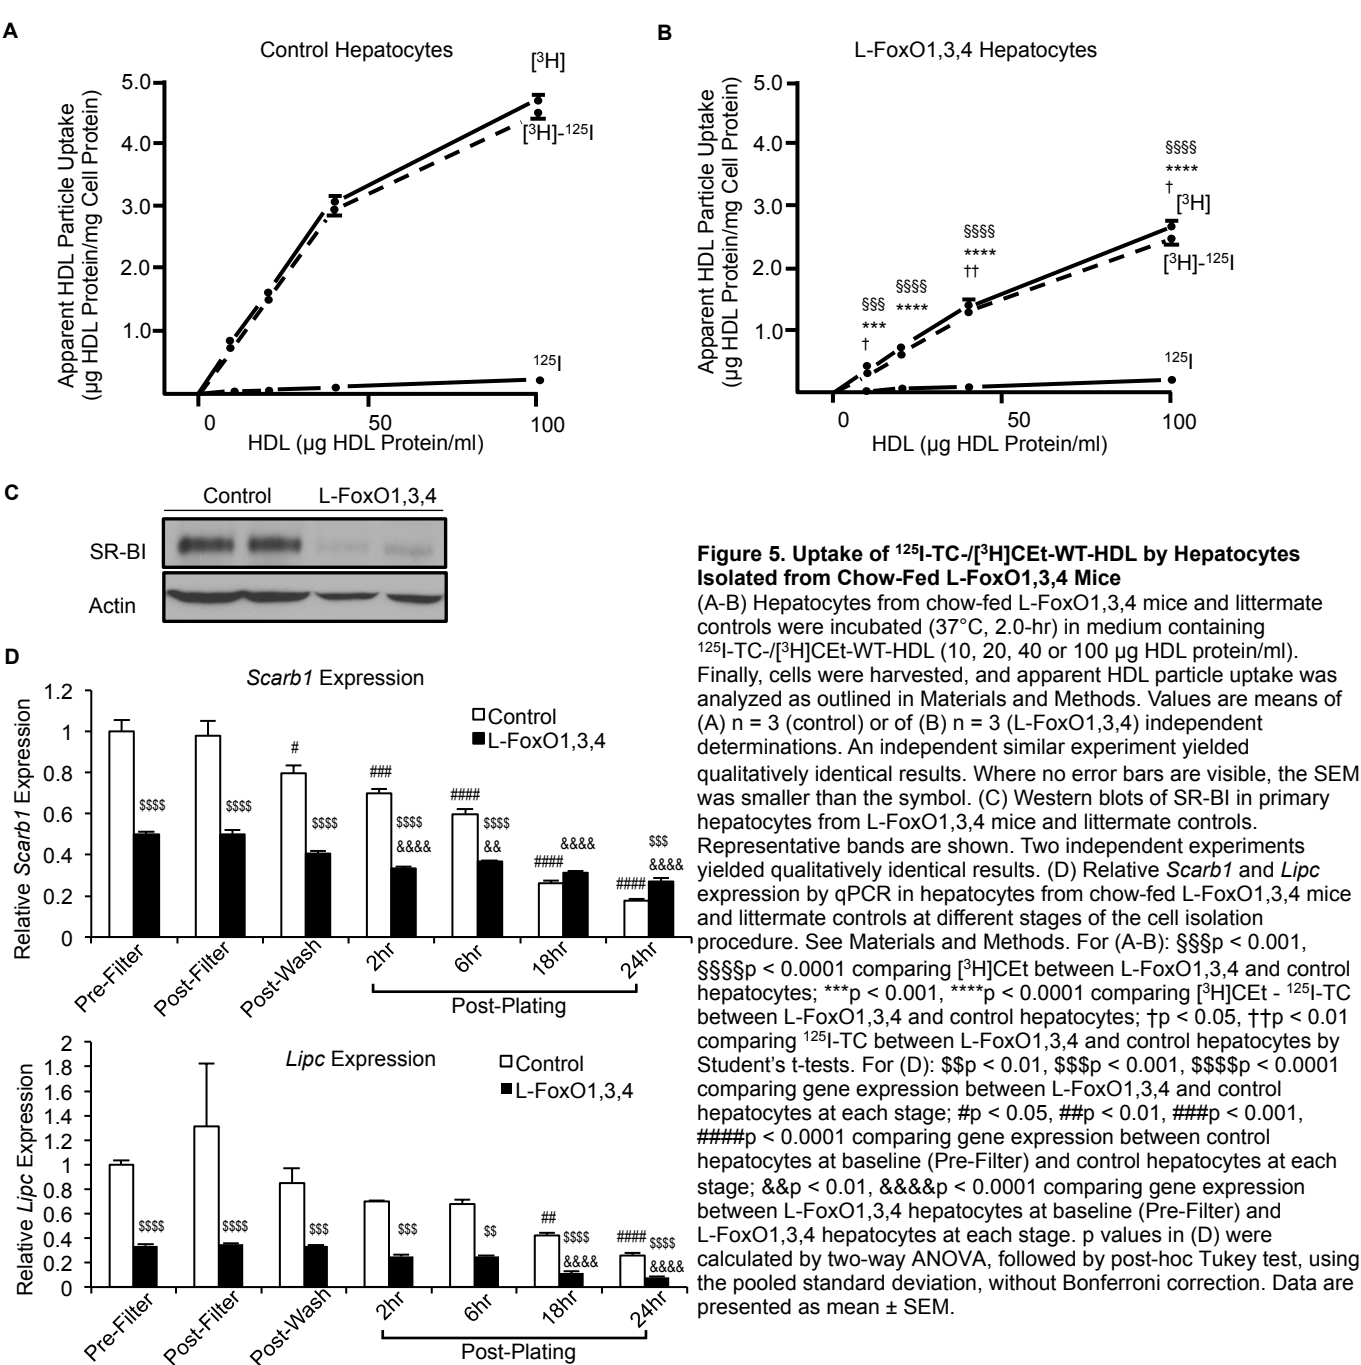 A
Control Hepatocytes
Apparent HDL Particle Uptake
(µg HDL Protein/mg Cell Protein)
5.0
4.0
3.0
2.0
1.0
[³H]
[³H]-¹²⁵I
¹²⁵I
0 50 100
HDL (µg HDL Protein/ml)
B
L-FoxO1,3,4 Hepatocytes
Apparent HDL Particle Uptake
(µg HDL Protein/mg Cell Protein)
5.0
4.0
3.0
2.0
1.0
§§§
***
†
§§§§
****
§§§§
****
††
§§§§
****
†
[³H]
[³H]-¹²⁵I
¹²⁵I
0 50 100
HDL (µg HDL Protein/ml)
C
Control L-FoxO1,3,4
SR-BI
Actin
D
Scarb1 Expression
Relative Scarb1 Expression
1.2
1
0.8
0.6
0.4
0.2
0
Control
L-FoxO1,3,4
$$$$
$$$$
#
$$$$
###
$$$$
&&&&
####
$$$$
&&
####
&&&&
####
$$$
&&&&
Pre-Filter Post-Filter Post-Wash 2hr 6hr 18hr 24hr
Post-Plating
Lipc Expression
Relative Lipc Expression
2
1.8
1.6
1.4
1.2
1
0.8
0.6
0.4
0.2
0
Control
L-FoxO1,3,4
$$$$
$$$$
$$$
$$$
$$
##
$$$$
&&&&
####
$$$$
&&&&
Pre-Filter Post-Filter Post-Wash 2hr 6hr 18hr 24hr
Post-Plating
Figure 5. Uptake of ¹²⁵I-TC-/[³H]CEt-WT-HDL by Hepatocytes
Isolated from Chow-Fed L-FoxO1,3,4 Mice
(A-B) Hepatocytes from chow-fed L-FoxO1,3,4 mice and littermate
controls were incubated (37°C, 2.0-hr) in medium containing
¹²⁵I-TC-/[³H]CEt-WT-HDL (10, 20, 40 or 100 µg HDL protein/ml).
Finally, cells were harvested, and apparent HDL particle uptake was
analyzed as outlined in Materials and Methods. Values are means of
(A) n = 3 (control) or of (B) n = 3 (L-FoxO1,3,4) independent
determinations. An independent similar experiment yielded
qualitatively identical results. Where no error bars are visible, the SEM
was smaller than the symbol. (C) Western blots of SR-BI in primary
hepatocytes from L-FoxO1,3,4 mice and littermate controls.
Representative bands are shown. Two independent experiments
yielded qualitatively identical results. (D) Relative Scarb1 and Lipc
expression by qPCR in hepatocytes from chow-fed L-FoxO1,3,4 mice
and littermate controls at different stages of the cell isolation
procedure. See Materials and Methods. For (A-B): §§§p < 0.001,
§§§§p < 0.0001 comparing [³H]CEt between L-FoxO1,3,4 and control
hepatocytes; ***p < 0.001, ****p < 0.0001 comparing [³H]CEt - ¹²⁵I-TC
between L-FoxO1,3,4 and control hepatocytes; †p < 0.05, ††p < 0.01
comparing ¹²⁵I-TC between L-FoxO1,3,4 and control hepatocytes by
Student's t-tests. For (D): $$p < 0.01, $$$p < 0.001, $$$$p < 0.0001
comparing gene expression between L-FoxO1,3,4 and control
hepatocytes at each stage; #p < 0.05, ##p < 0.01, ###p < 0.001,
####p < 0.0001 comparing gene expression between control
hepatocytes at baseline (Pre-Filter) and control hepatocytes at each
stage; &&p < 0.01, &&&&p < 0.0001 comparing gene expression
between L-FoxO1,3,4 hepatocytes at baseline (Pre-Filter) and
L-FoxO1,3,4 hepatocytes at each stage. p values in (D) were
calculated by two-way ANOVA, followed by post-hoc Tukey test, using
the pooled standard deviation, without Bonferroni correction. Data are
presented as mean ± SEM.